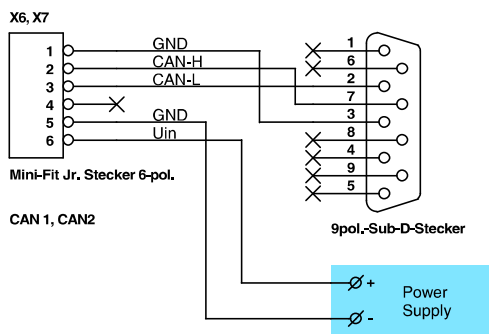 X6, X7
1
2
3
4
5
6
GND
CAN-H
CAN-L
GND
Uin
Mini-Fit Jr. Stecker 6-pol.
CAN 1, CAN2
1
6
2
7
3
8
4
9
5
9pol.-Sub-D-Stecker
+
-
Power
Supply